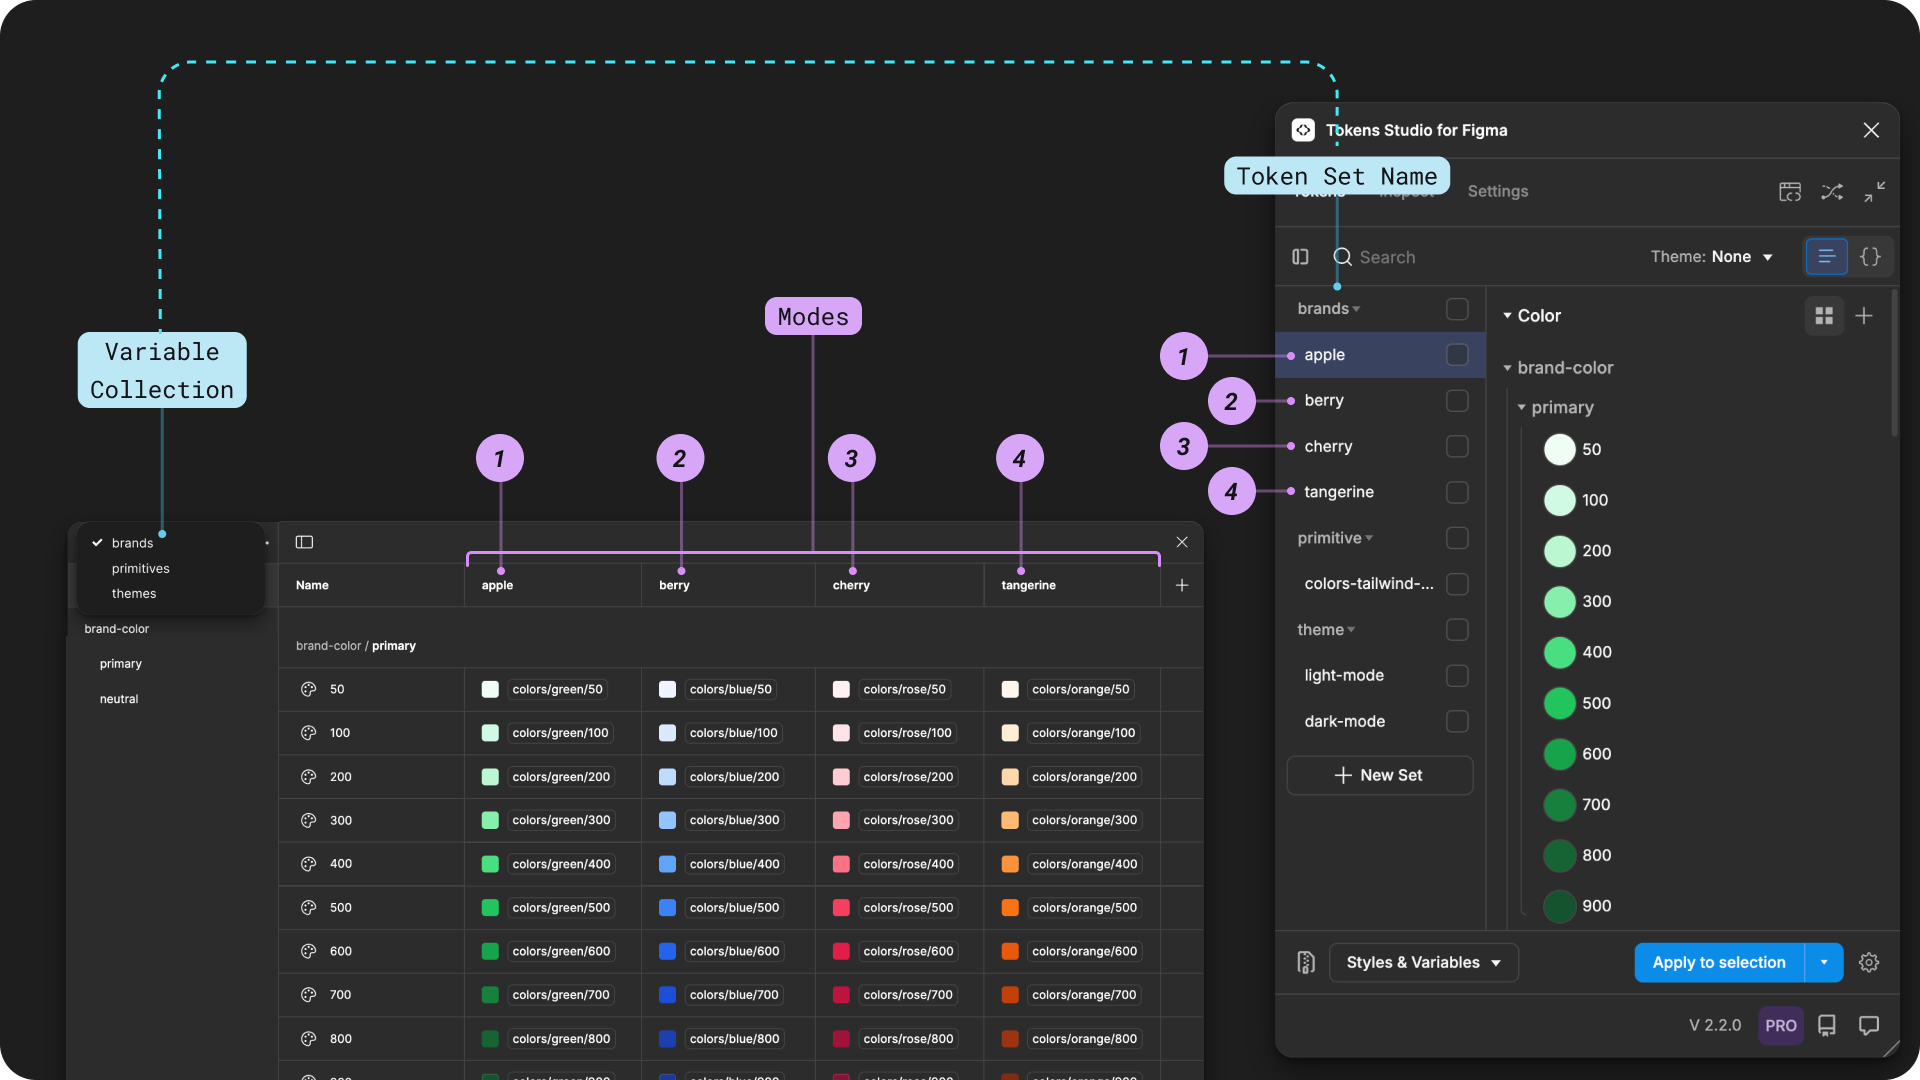 Variable
Collection
Modes
1
2
3
4
brands
primitives
themes
brand-color
primary
neutral
Name
apple
berry
cherry
tangerine
brand-color / primary
50 colors/green/50 colors/blue/50 colors/rose/50 colors/orange/50
100 colors/green/100 colors/blue/100 colors/rose/100 colors/orange/100
200 colors/green/200 colors/blue/200 colors/rose/200 colors/orange/200
300 colors/green/300 colors/blue/300 colors/rose/300 colors/orange/300
400 colors/green/400 colors/blue/400 colors/rose/400 colors/orange/400
500 colors/green/500 colors/blue/500 colors/rose/500 colors/orange/500
600 colors/green/600 colors/blue/600 colors/rose/600 colors/orange/600
700 colors/green/700 colors/blue/700 colors/rose/700 colors/orange/700
800 colors/green/800 colors/blue/800 colors/rose/800 colors/orange/800
Tokens Studio for Figma
Token Set Name
Settings
Search
Theme: None
1
2
3
4
brands
apple
berry
cherry
tangerine
primitive
colors-tailwind-...
theme
light-mode
dark-mode
New Set
Color
brand-color
primary
50
100
200
300
400
500
600
700
800
900
Styles & Variables
Apply to selection
V 2.2.0
PRO